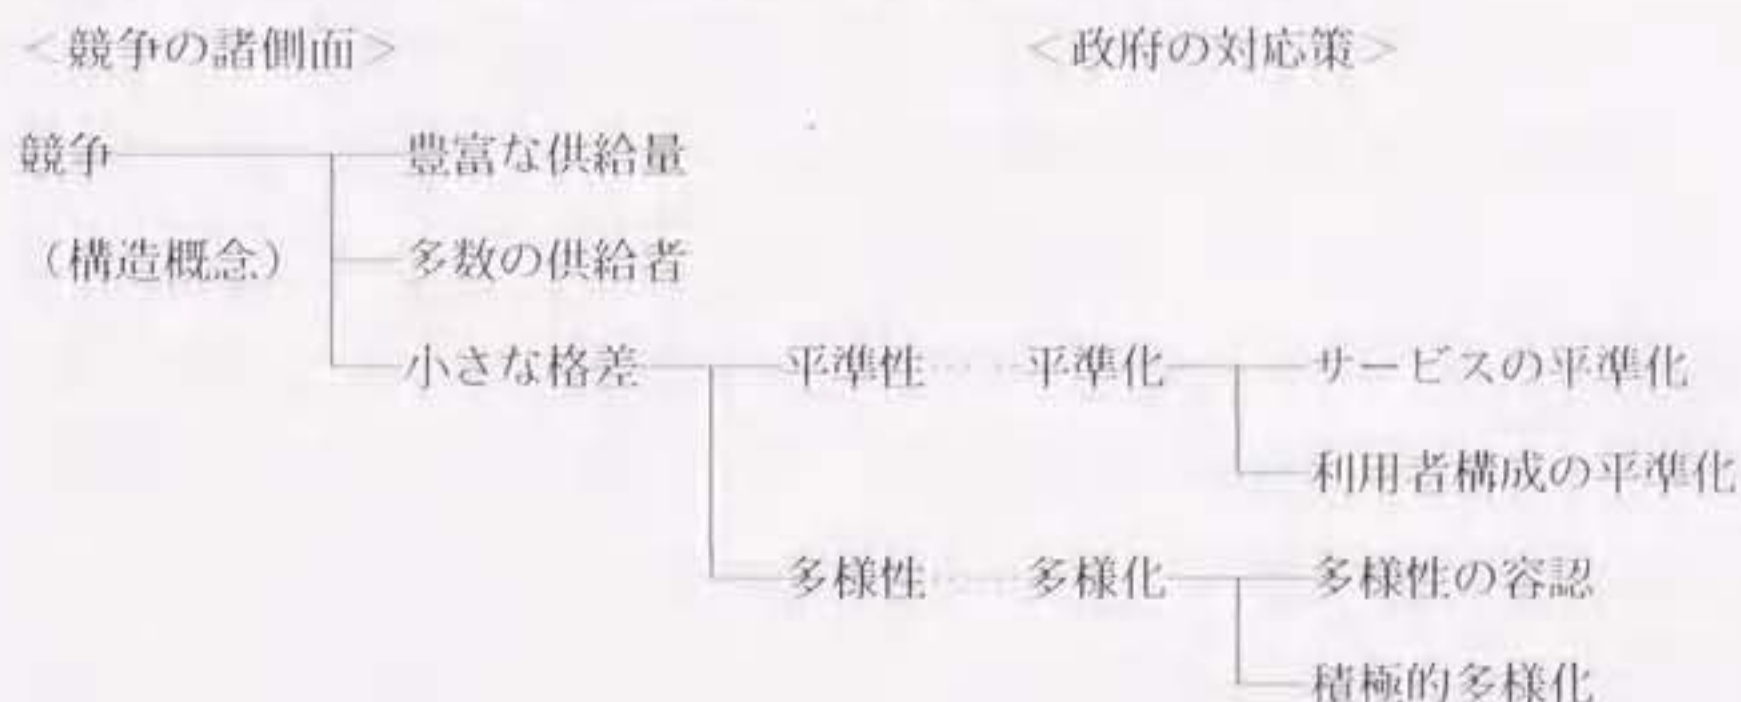 <競争の諸側面> <政府の対応策>
競争 豊富な供給量
(構造概念) 多数の供給者
小さな格差 平準性 …… 平準化 サービスの平準化
利用者構成の平準化
多様性 …… 多様化 多様性の容認
積極的多様化